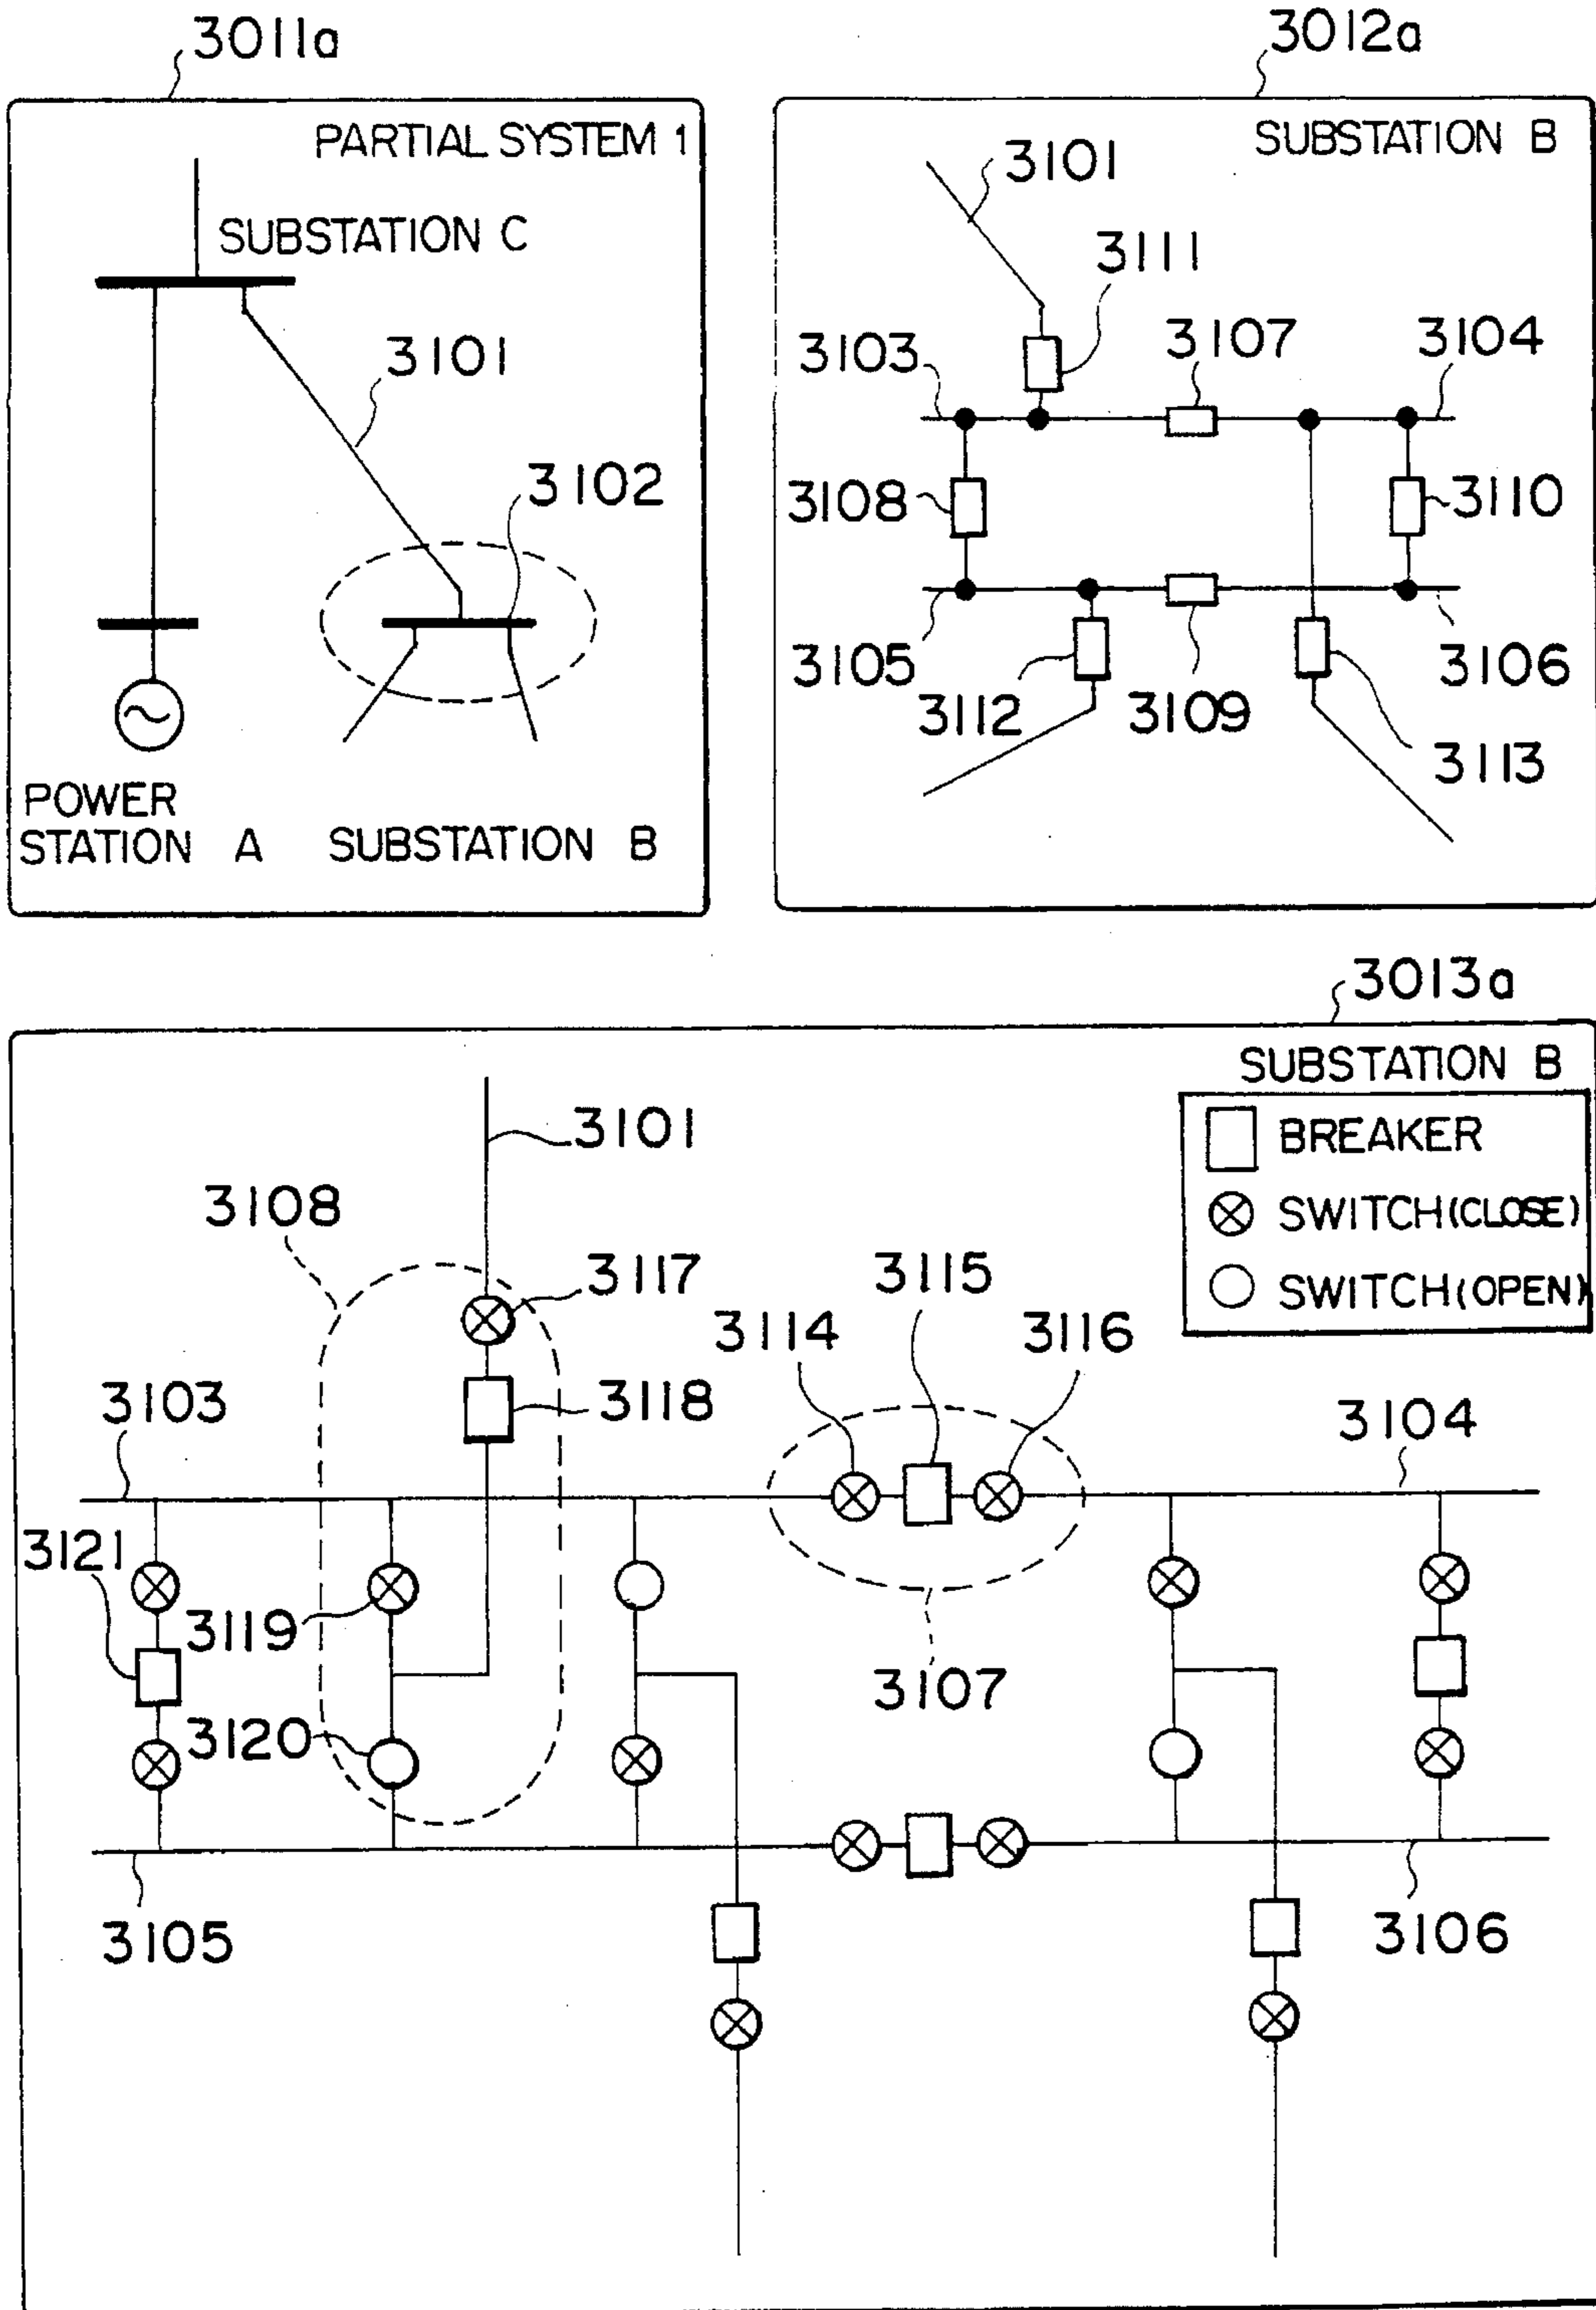 3011a
PARTIAL SYSTEM 1
SUBSTATION C
3101
3102
POWER
STATION A
SUBSTATION B
3012a
SUBSTATION B
3101
3111
3103
3107
3104
3108
3110
3105
3112
3109
3106
3113
3013a
SUBSTATION B
BREAKER
SWITCH(CLOSE)
SWITCH(OPEN)
3101
3108
3117
3114
3115
3116
3103
3118
3104
3121
3119
3107
3120
3105
3106